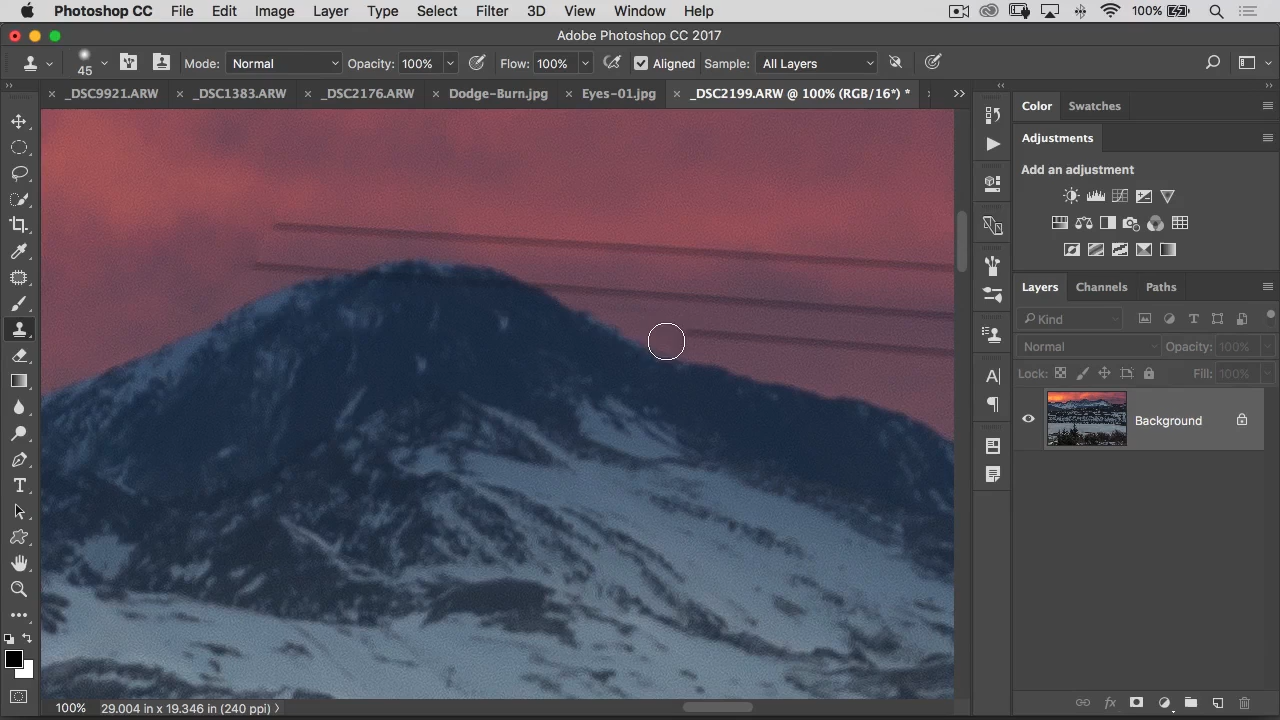 Photoshop CC File Edit Image Layer Type Select Filter 3D View Window Help 100%
Adobe Photoshop CC 2017
45 Mode: Normal Opacity: 100% Flow: 100% Aligned Sample: All Layers
_DSC9921.ARW _DSC1383.ARW _DSC2176.ARW Dodge-Burn.jpg Eyes-01.jpg _DSC2199.ARW @ 100% (RGB/16*) *
Color Swatches
Adjustments
Add an adjustment
Layers Channels Paths
Kind
Normal Opacity: 100%
Lock: Fill: 100%
Background
100% 29.004 in x 19.346 in (240 ppi)